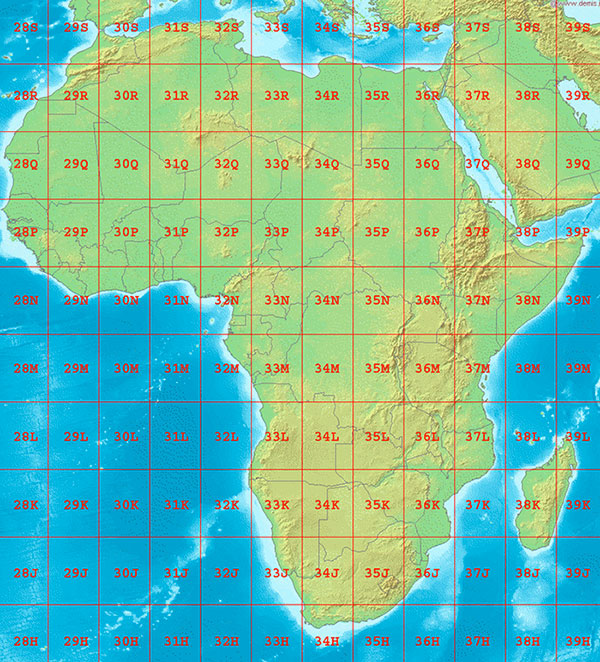 www.demis.
28S 29S 30S 31S 32S 33S 34S 35S 36S 37S 38S 39S
28R 29R 30R 31R 32R 33R 34R 35R 36R 37R 38R 39R
28Q 29Q 30Q 31Q 32Q 33Q 34Q 35Q 36Q 37Q 38Q 39Q
28P 29P 30P 31P 32P 33P 34P 35P 36P 37P 38P 39P
28N 29N 30N 31N 32N 33N 34N 35N 36N 37N 38N 39N
28M 29M 30M 31M 32M 33M 34M 35M 36M 37M 38M 39M
28L 29L 30L 31L 32L 33L 34L 35L 36L 37L 38L 39L
28K 29K 30K 31K 32K 33K 34K 35K 36K 37K 38K 39K
28J 29J 30J 31J 32J 33J 34J 35J 36J 37J 38J 39J
28H 29H 30H 31H 32H 33H 34H 35H 36H 37H 38H 39H